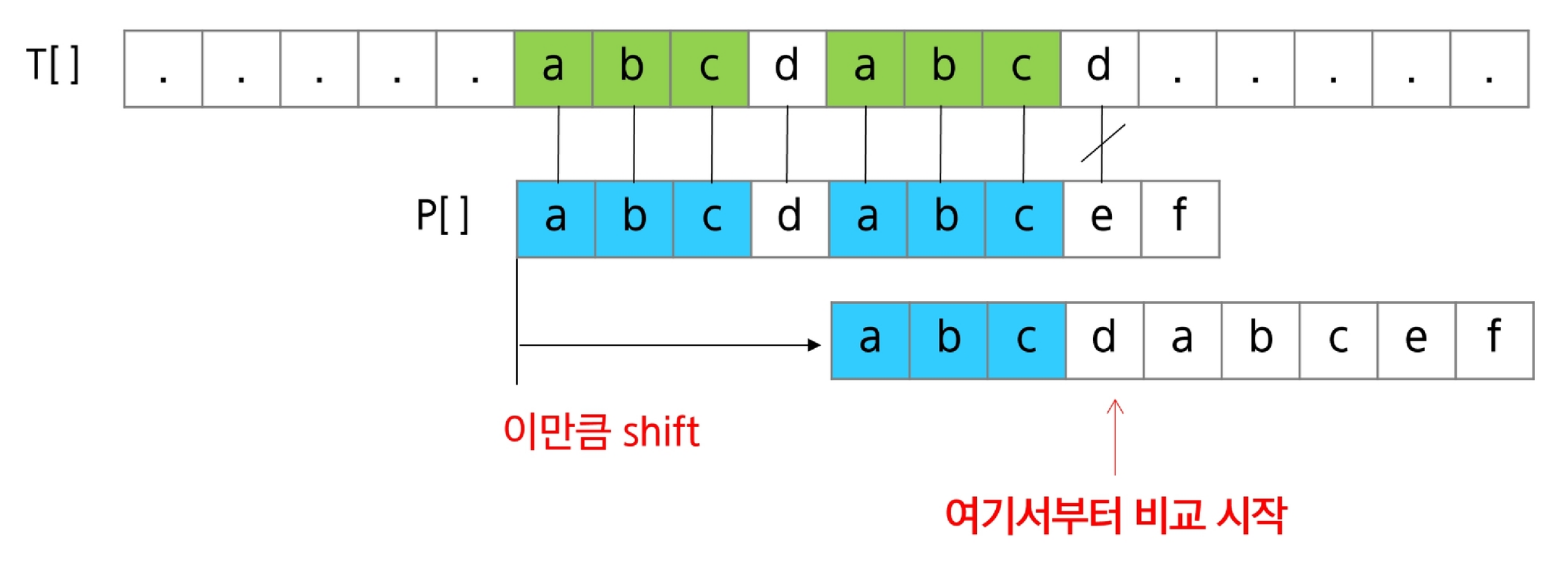 T[ ] . . . . . a b c d a b c d . . . . .
P[ ] a b c d a b c e f
a b c d a b c e f
이만큼 shift
여기서부터 비교 시작